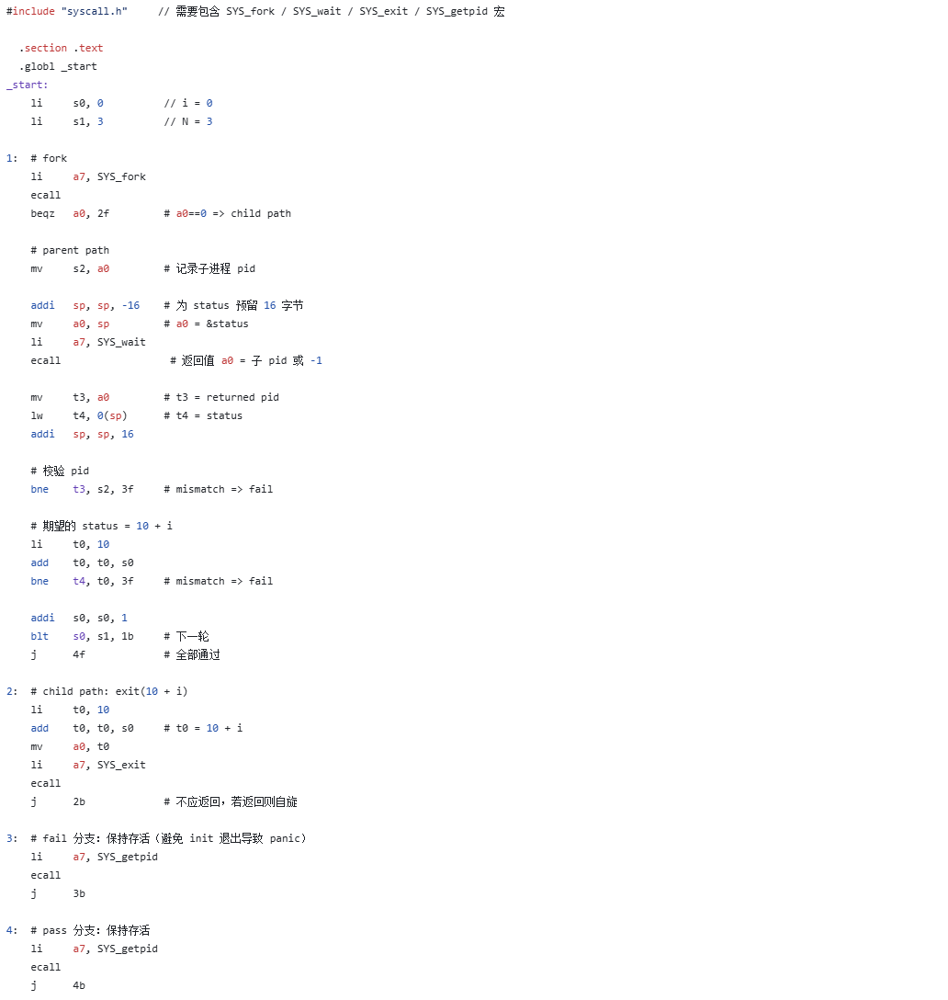 #include "syscall.h"     // 需要包含 SYS_fork / SYS_wait / SYS_exit / SYS_getpid 宏

  .section .text
  .globl _start
_start:
    li     s0, 0          // i = 0
    li     s1, 3          // N = 3

1:  # fork
    li     a7, SYS_fork
    ecall
    beqz   a0, 2f         # a0==0 => child path

    # parent path
    mv     s2, a0         # 记录子进程 pid

    addi   sp, sp, -16    # 为 status 预留 16 字节
    mv     a0, sp         # a0 = &status
    li     a7, SYS_wait
    ecall                  # 返回值 a0 = 子 pid 或 -1

    mv     t3, a0         # t3 = returned pid
    lw     t4, 0(sp)      # t4 = status
    addi   sp, sp, 16

    # 校验 pid
    bne    t3, s2, 3f     # mismatch => fail

    # 期望的 status = 10 + i
    li     t0, 10
    add    t0, t0, s0
    bne    t4, t0, 3f     # mismatch => fail

    addi   s0, s0, 1
    blt    s0, s1, 1b     # 下一轮
    j      4f             # 全部通过

2:  # child path: exit(10 + i)
    li     t0, 10
    add    t0, t0, s0     # t0 = 10 + i
    mv     a0, t0
    li     a7, SYS_exit
    ecall
    j      2b             # 不应返回，若返回则自旋

3:  # fail 分支：保持存活（避免 init 退出导致 panic）
    li     a7, SYS_getpid
    ecall
    j      3b

4:  # pass 分支：保持存活
    li     a7, SYS_getpid
    ecall
    j      4b